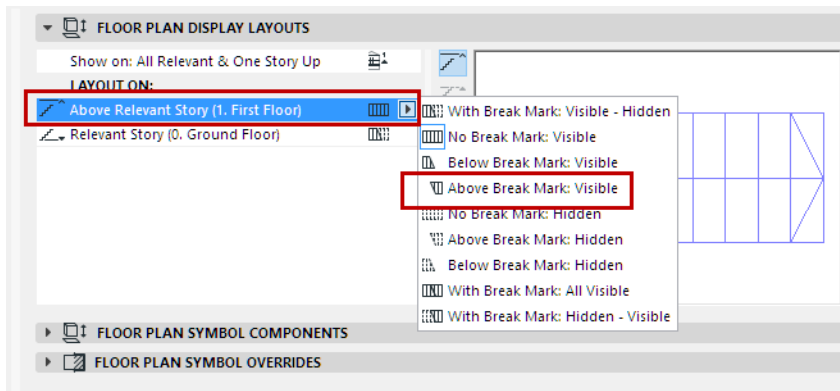 FLOOR PLAN DISPLAY LAYOUTS
Show on: All Relevant & One Story Up
LAYOUT ON:
Above Relevant Story (1. First Floor)
Relevant Story (0. Ground Floor)
With Break Mark: Visible - Hidden
No Break Mark: Visible
Below Break Mark: Visible
Above Break Mark: Visible
No Break Mark: Hidden
Above Break Mark: Hidden
Below Break Mark: Hidden
With Break Mark: All Visible
With Break Mark: Hidden - Visible
FLOOR PLAN SYMBOL COMPONENTS
FLOOR PLAN SYMBOL OVERRIDES